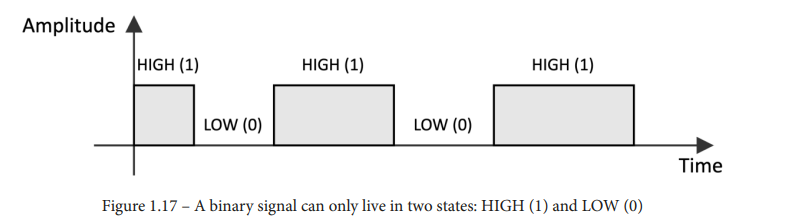 Amplitude
HIGH (1) HIGH (1) HIGH (1)
LOW (0) LOW (0)
Time
Figure 1.17 – A binary signal can only live in two states: HIGH (1) and LOW (0)